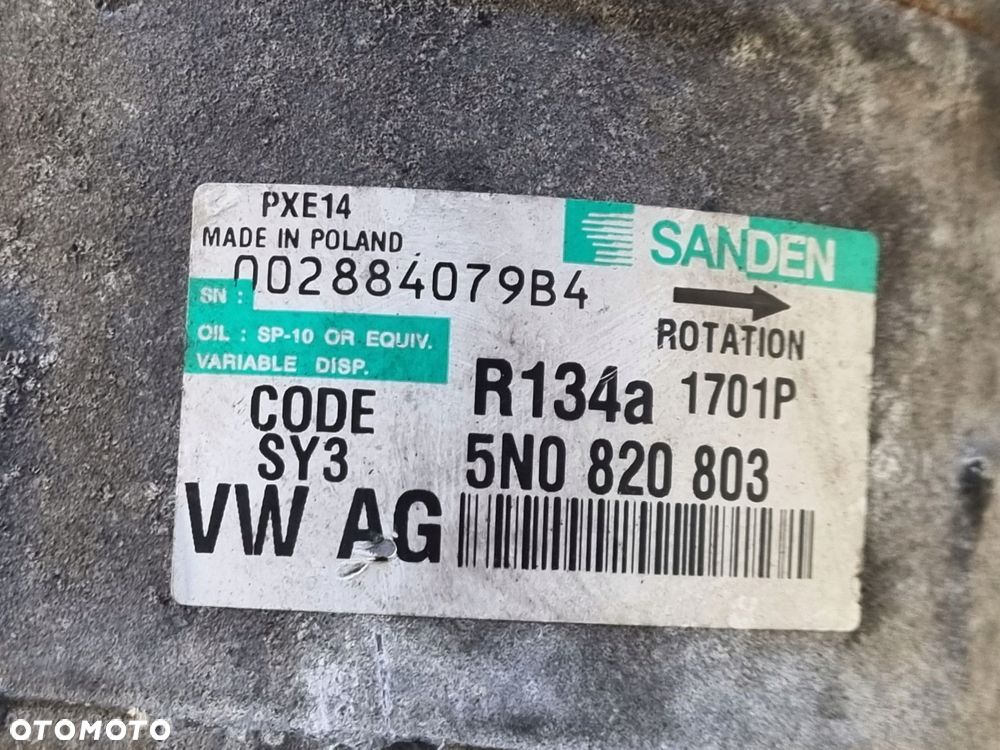 PXE14
MADE IN POLAND
SANDEN
SN : 002884079B4
ROTATION
OIL : SP-10 OR EQUIV.
VARIABLE DISP.
R134a 1701P
CODE
SY3
5N0 820 803
VW AG
OTOMOTO